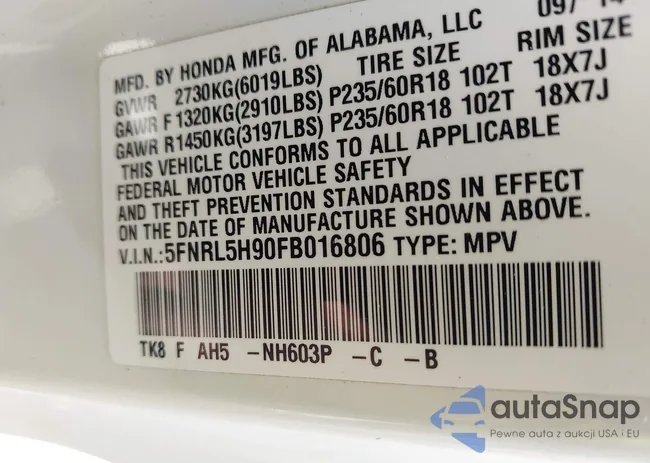 MFD. BY HONDA MFG. OF ALABAMA, LLC 09/14
GVWR 2730KG(6019LBS) TIRE SIZE RIM SIZE
GAWR F 1320KG(2910LBS) P235/60R18 102T 18X7J
GAWR R1450KG(3197LBS) P235/60R18 102T 18X7J
THIS VEHICLE CONFORMS TO ALL APPLICABLE
FEDERAL MOTOR VEHICLE SAFETY
AND THEFT PREVENTION STANDARDS IN EFFECT
ON THE DATE OF MANUFACTURE SHOWN ABOVE.
V.I.N.:5FNRL5H90FB016806 TYPE: MPV
TK8 F AH5 -NH603P -C -B
autaSnap
Pewne auta z aukcji USA i EU